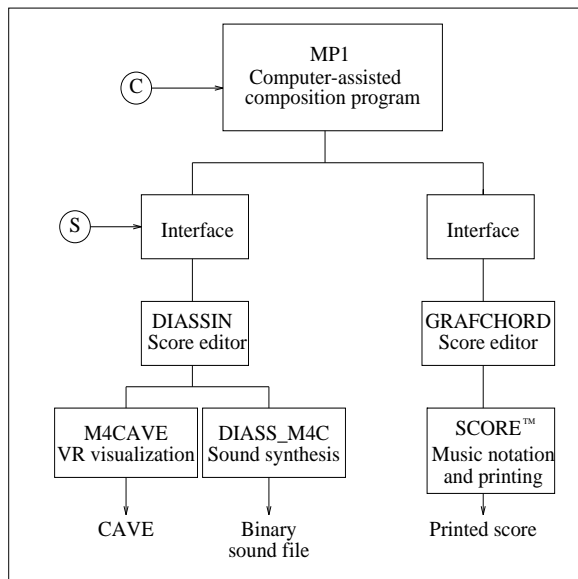 MP1
Computer-assisted
composition program
C
S
Interface
Interface
DIASSIN
Score editor
GRAFCHORD
Score editor
M4CAVE
VR visualization
DIASS_M4C
Sound synthesis
SCORE™
Music notation
and printing
CAVE
Binary
sound file
Printed score